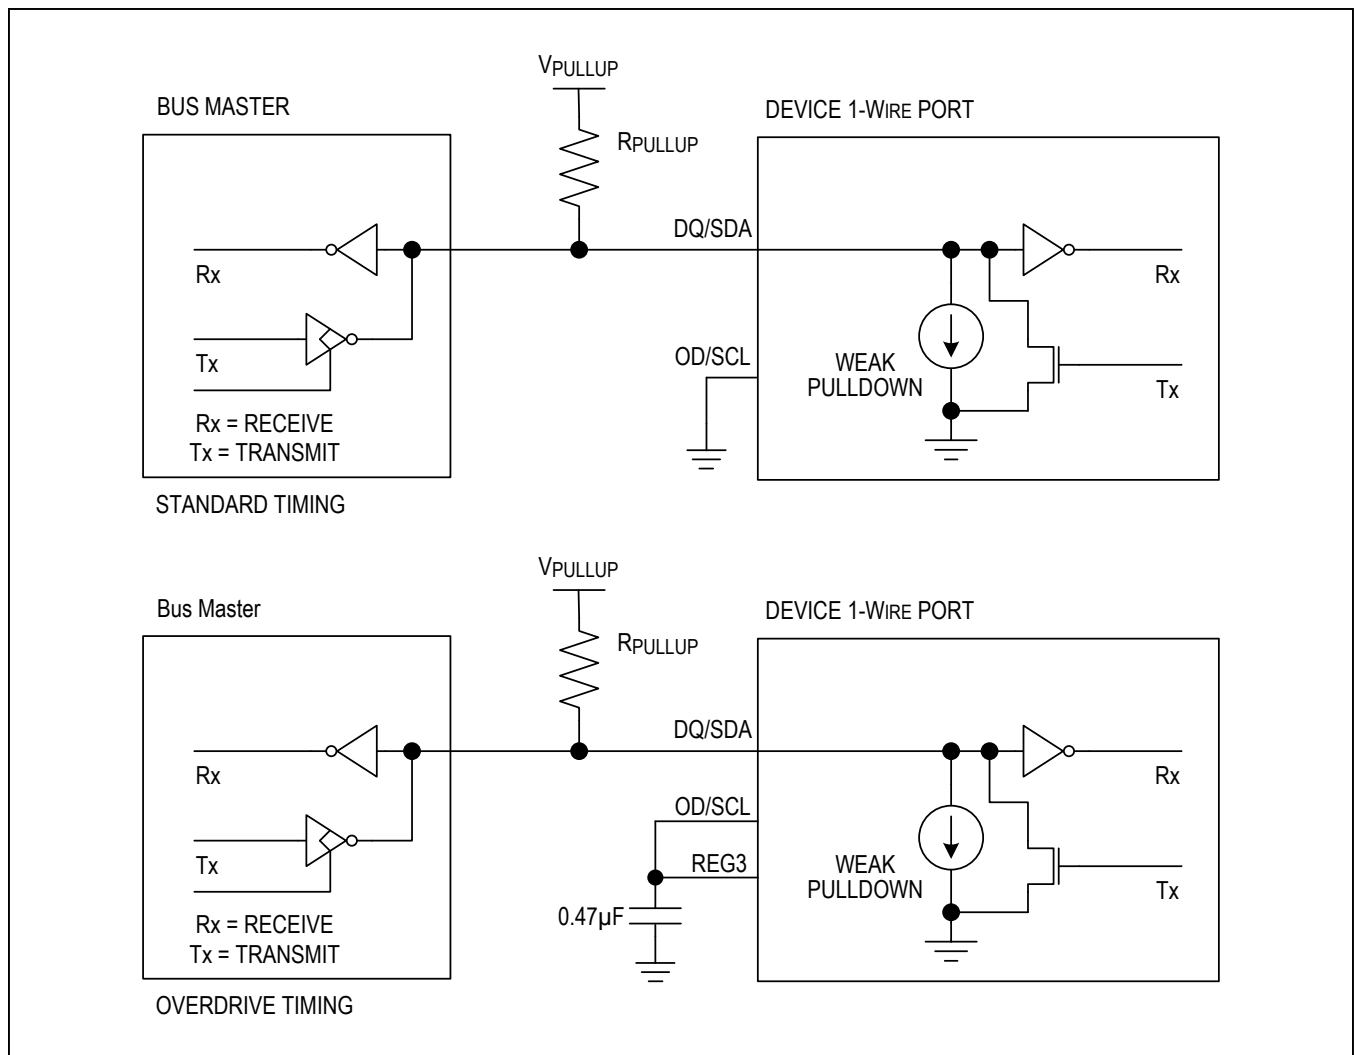 VPULLUP
BUS MASTER
DEVICE 1-WIRE PORT
RPULLUP
DQ/SDA
Rx
Rx
Tx
OD/SCL
WEAK
PULLDOWN
Tx
Rx = RECEIVE
Tx = TRANSMIT
STANDARD TIMING
VPULLUP
Bus Master
DEVICE 1-WIRE PORT
RPULLUP
DQ/SDA
Rx
Rx
OD/SCL
Tx
REG3
WEAK
PULLDOWN
Tx
0.47µF
Rx = RECEIVE
Tx = TRANSMIT
OVERDRIVE TIMING